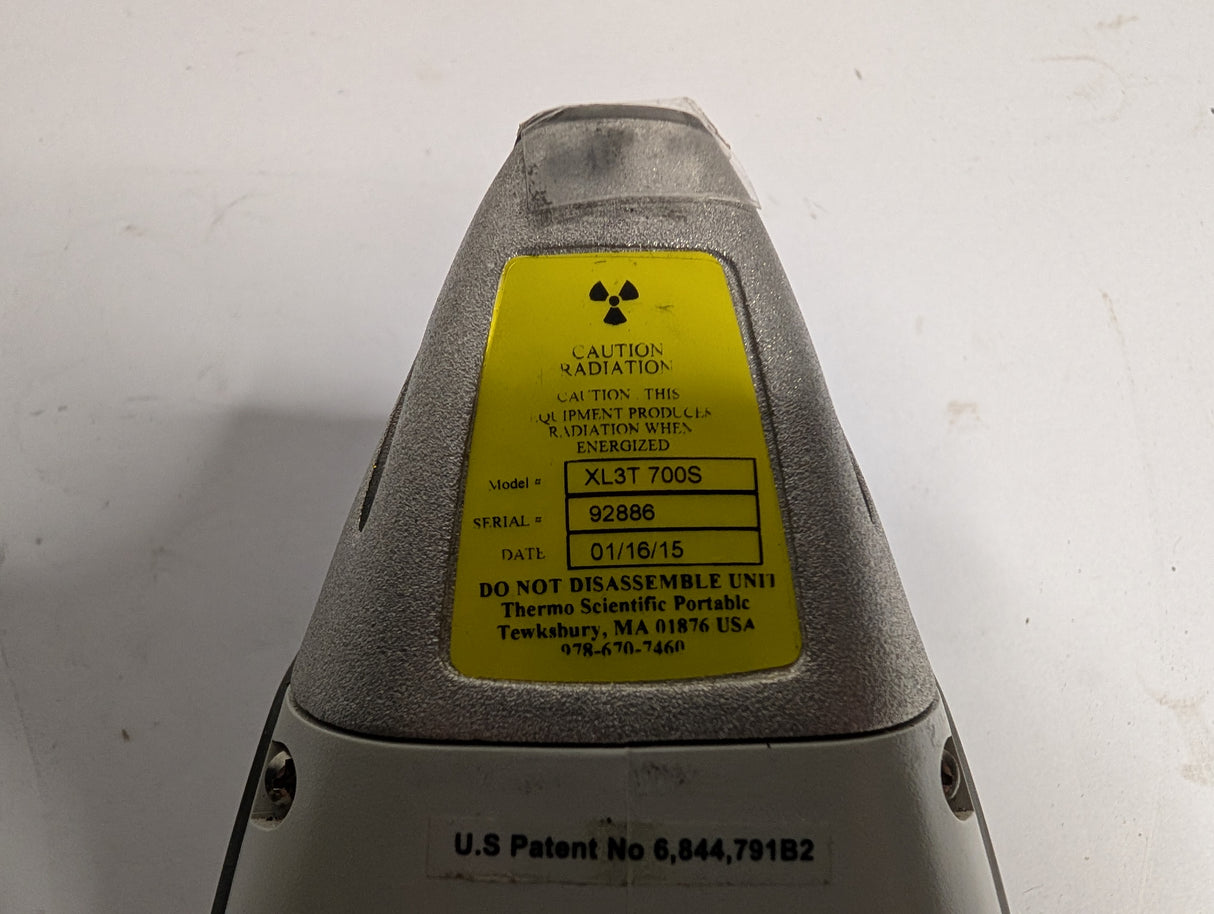 CAUTION
RADIATION
CAUTION . THIS
EQUIPMENT PRODUCES
RADIATION WHEN
ENERGIZED
Model # XL3T 700S
SERIAL # 92886
DATE 01/16/15
DO NOT DISASSEMBLE UNIT
Thermo Scientific Portable
Tewksbury, MA 01876 USA
978-670-7460
U.S Patent No 6,844,791B2